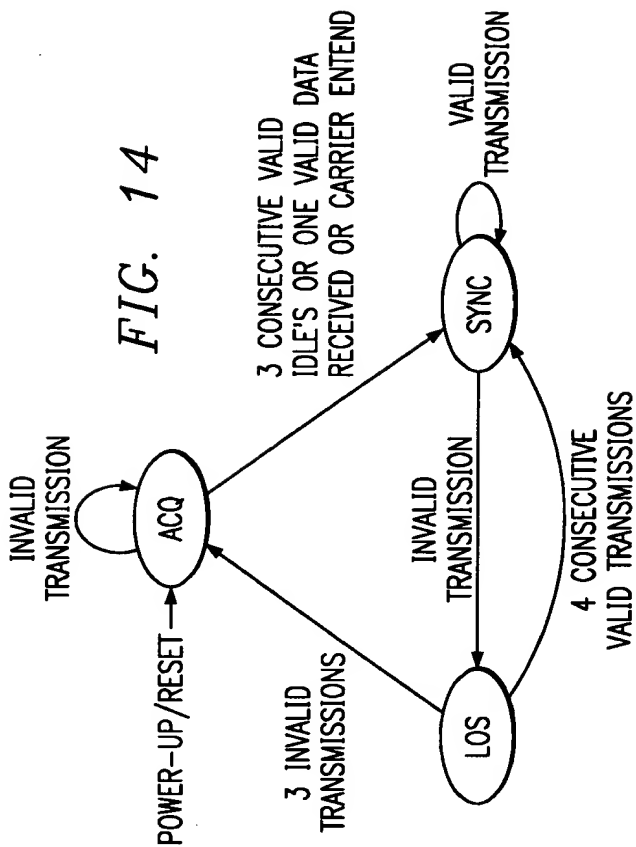 FIG. 14
INVALID
TRANSMISSION
POWER-UP/RESET
ACQ
3 CONSECUTIVE VALID
IDLE'S OR ONE VALID DATA
RECEIVED OR CARRIER ENTEND
3 INVALID
TRANSMISSIONS
INVALID
TRANSMISSION
VALID
TRANSMISSION
LOS
SYNC
4 CONSECUTIVE
VALID TRANSMISSIONS